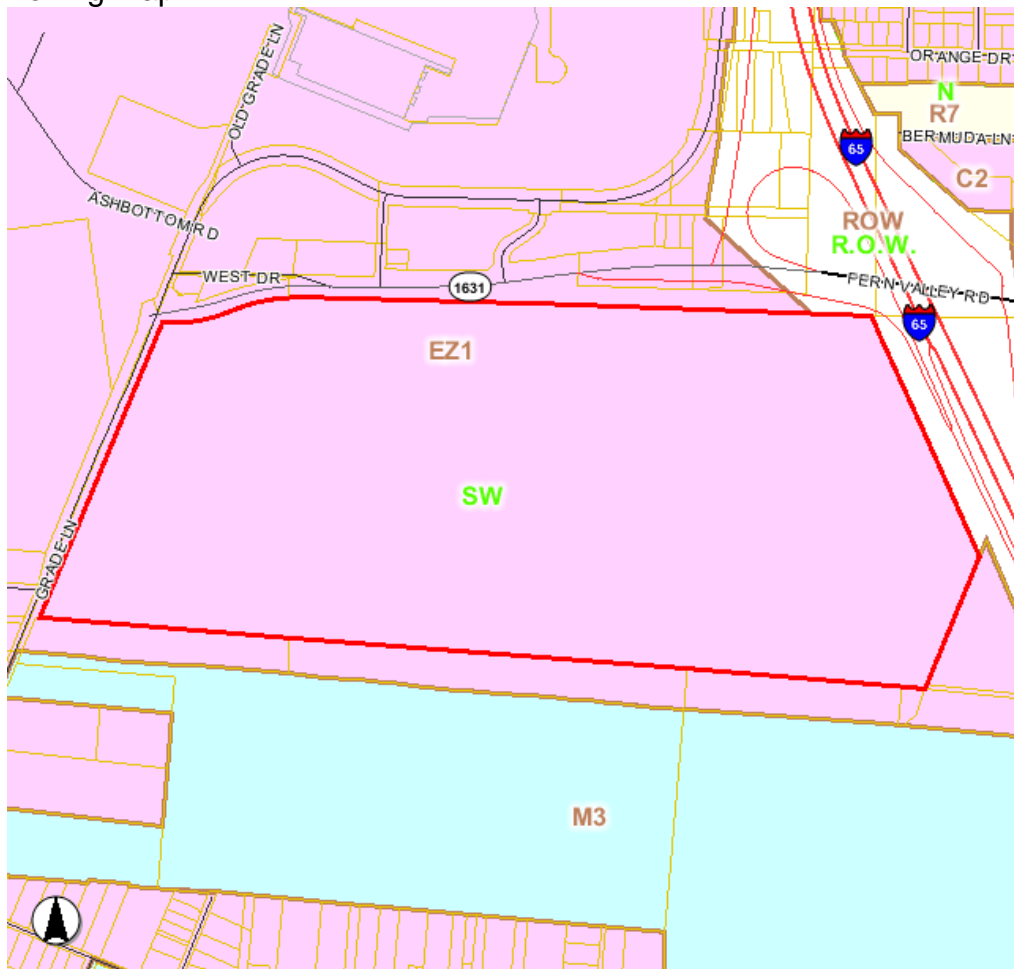 OLD GRADE LN
ORANGE DR
N
R7
65
BERMUDA LN
C2
ASHBOTTOM RD
ROW
R.O.W.
WEST DR
1631
FERN VALLEY RD
65
EZ1
SW
GRADE LN
M3